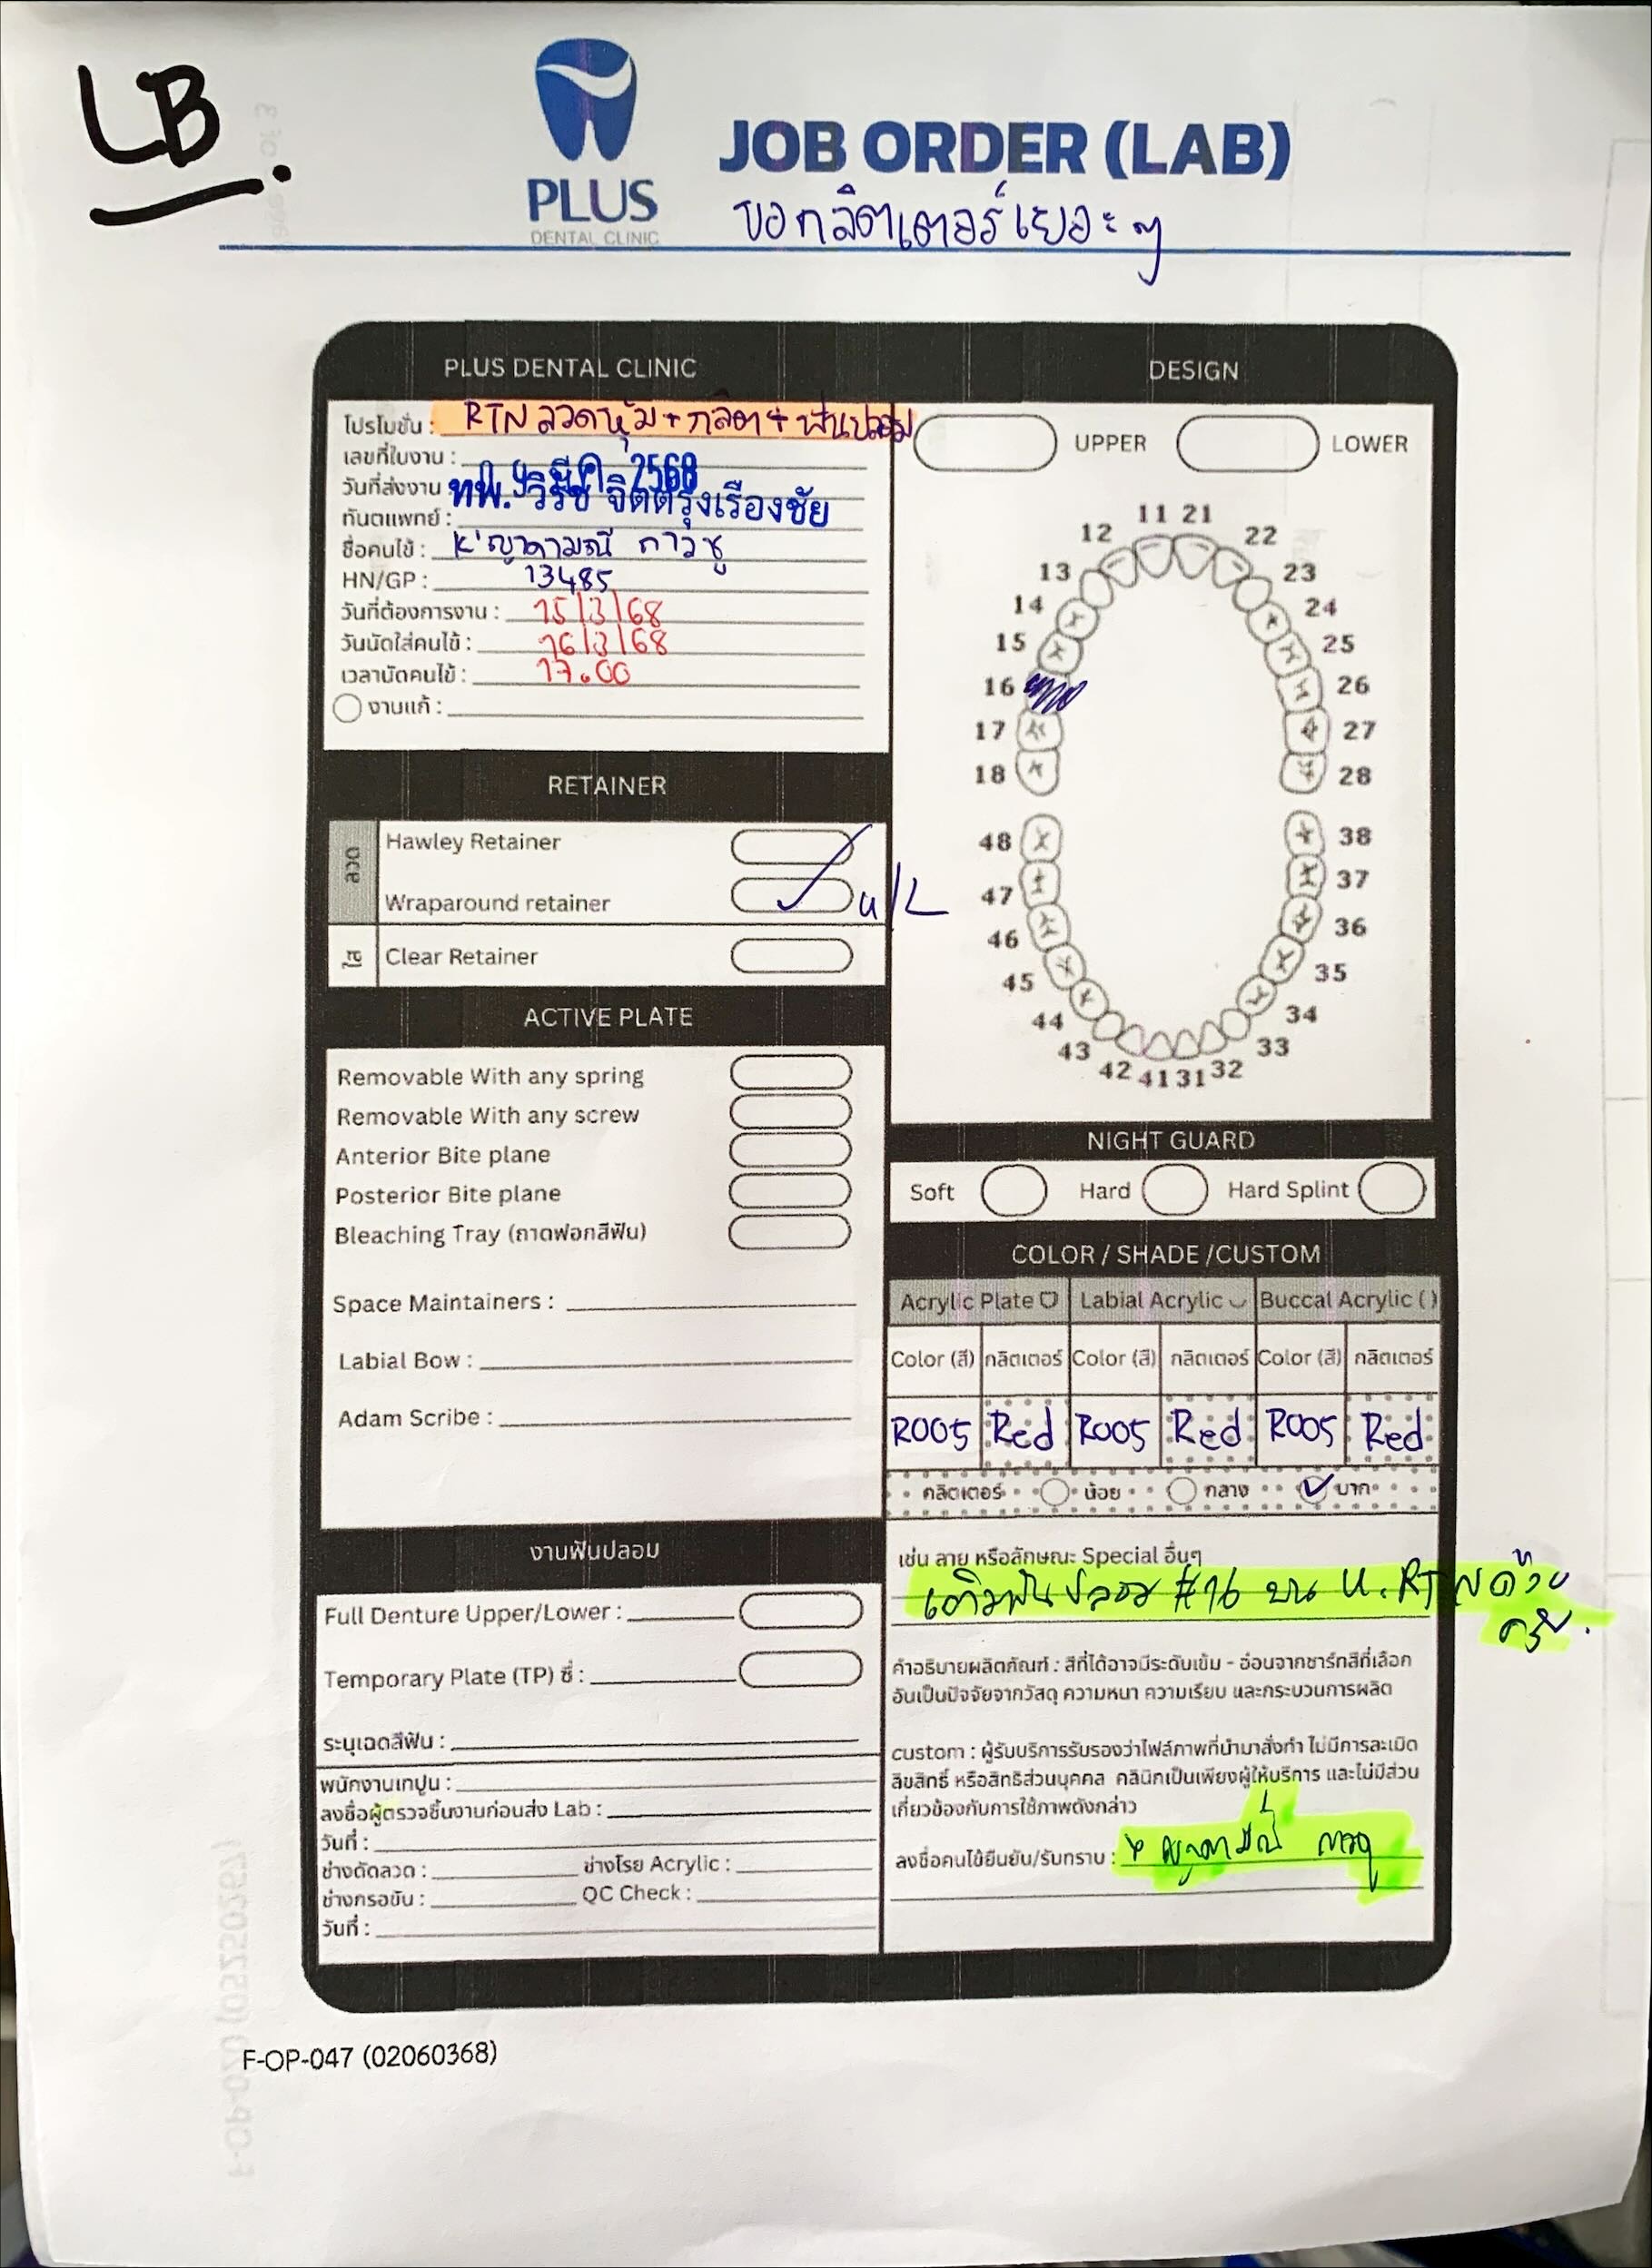 LB.
PLUS
DENTAL CLINIC
JOB ORDER (LAB)
ขอกลิตเตอร์เยอะๆ
PLUS DENTAL CLINIC
โปรโมชั่น : RTN ลวดหุ้ม + กลิต + ฟันปลอม
เลขที่ใบงาน :
วันที่ส่งงาน มี.ค. 2568
ทันตแพทย์ : ทพ. วิรัช จิตต์รุ่งเรืองชัย
ชื่อคนไข้ : K' ญาดามณี
HN/GP : 13485
วันที่ต้องการงาน : 15/3/68
วันนัดใส่คนไข้ : 16/3/68
เวลานัดคนไข้ : 17.00
งานแก้ :
DESIGN
UPPER LOWER
11 21
12 22
13 23
14 24
15 25
16 26
17 27
18 28
48 38
47 37
46 36
45 35
44 34
43 33
42 41 31 32
RETAINER
ลวด
Hawley Retainer
Wraparound retainer u/L
ใส
Clear Retainer
ACTIVE PLATE
Removable With any spring
Removable With any screw
Anterior Bite plane
Posterior Bite plane
Bleaching Tray (ถาดฟอกสีฟัน)
Space Maintainers :
Labial Bow :
Adam Scribe :
NIGHT GUARD
Soft Hard Hard Splint
COLOR / SHADE /CUSTOM
Acrylic Plate Labial Acrylic Buccal Acrylic ( )
Color (สี) กลิตเตอร์ Color (สี) กลิตเตอร์ Color (สี) กลิตเตอร์
R005 Red R005 Red R005 Red
กลิตเตอร์ น้อย กลาง มาก
เช่น ลาย หรือลักษณะ Special อื่นๆ
เติมฟันปลอม #16 บน U. RTN ด้วย
ครับ.
คำอธิบายผลิตภัณฑ์ : สีที่ได้อาจมีระดับเข้ม - อ่อนจากชาร์ทสีที่เลือก
อันเป็นปัจจัยจากวัสดุ ความหนา ความเรียบ และกระบวนการผลิต
custom : ผู้รับบริการรับรองว่าไฟล์ภาพที่นำมาสั่งทำ ไม่มีการละเมิด
ลิขสิทธิ์ หรือสิทธิส่วนบุคคล คลินิกเป็นเพียงผู้ให้บริการ และไม่มีส่วน
เกี่ยวข้องกับการใช้ภาพดังกล่าว
ลงชื่อคนไข้ยืนยัน/รับทราบ :
งานฟันปลอม
Full Denture Upper/Lower :
Temporary Plate (TP) ซี่ :
ระบุเฉดสีฟัน :
พนักงานเทปูน :
ลงชื่อผู้ตรวจชิ้นงานก่อนส่ง Lab :
วันที่ :
ช่างดัดลวด : ช่างโรย Acrylic :
ช่างกรอขัน : QC Check :
วันที่ :
F-OP-047 (02060368)